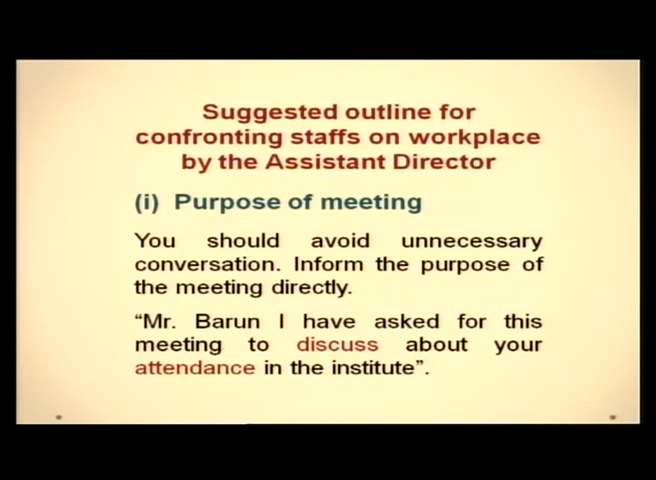 Suggested outline for
confronting staffs on workplace
by the Assistant Director
(i) Purpose of meeting
You should avoid unnecessary
conversation. Inform the purpose of
the meeting directly.
“Mr. Barun I have asked for this
meeting to discuss about your
attendance in the institute”.